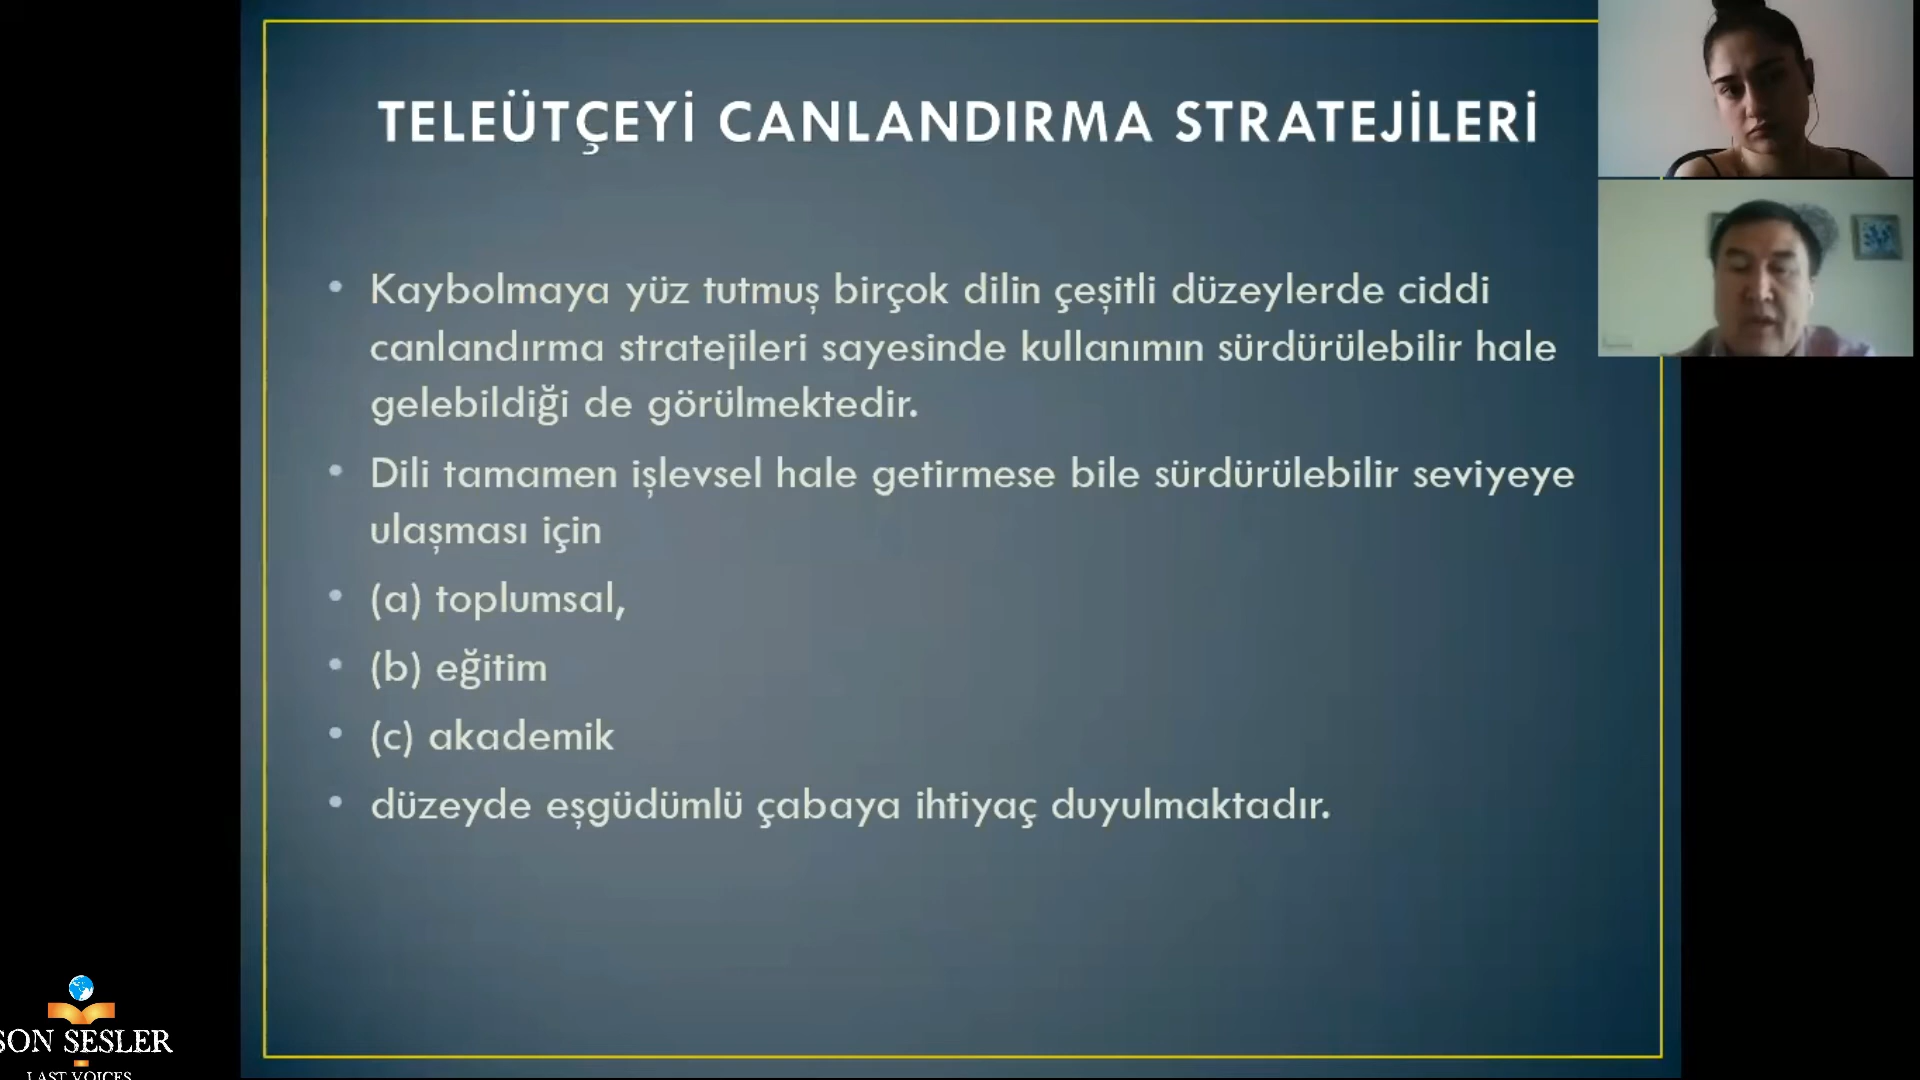 TELEÜTÇEYİ CANLANDIRMA STRATEJİLERİ
• Kaybolmaya yüz tutmuş birçok dilin çeşitli düzeylerde ciddi
canlandırma stratejileri sayesinde kullanımın sürdürülebilir hale
gelebildiği de görülmektedir.
• Dili tamamen işlevsel hale getirmese bile sürdürülebilir seviyeye
ulaşması için
• (a) toplumsal,
• (b) eğitim
• (c) akademik
• düzeyde eşgüdümlü çabaya ihtiyaç duyulmaktadır.
SON SESLER
LAST VOICES